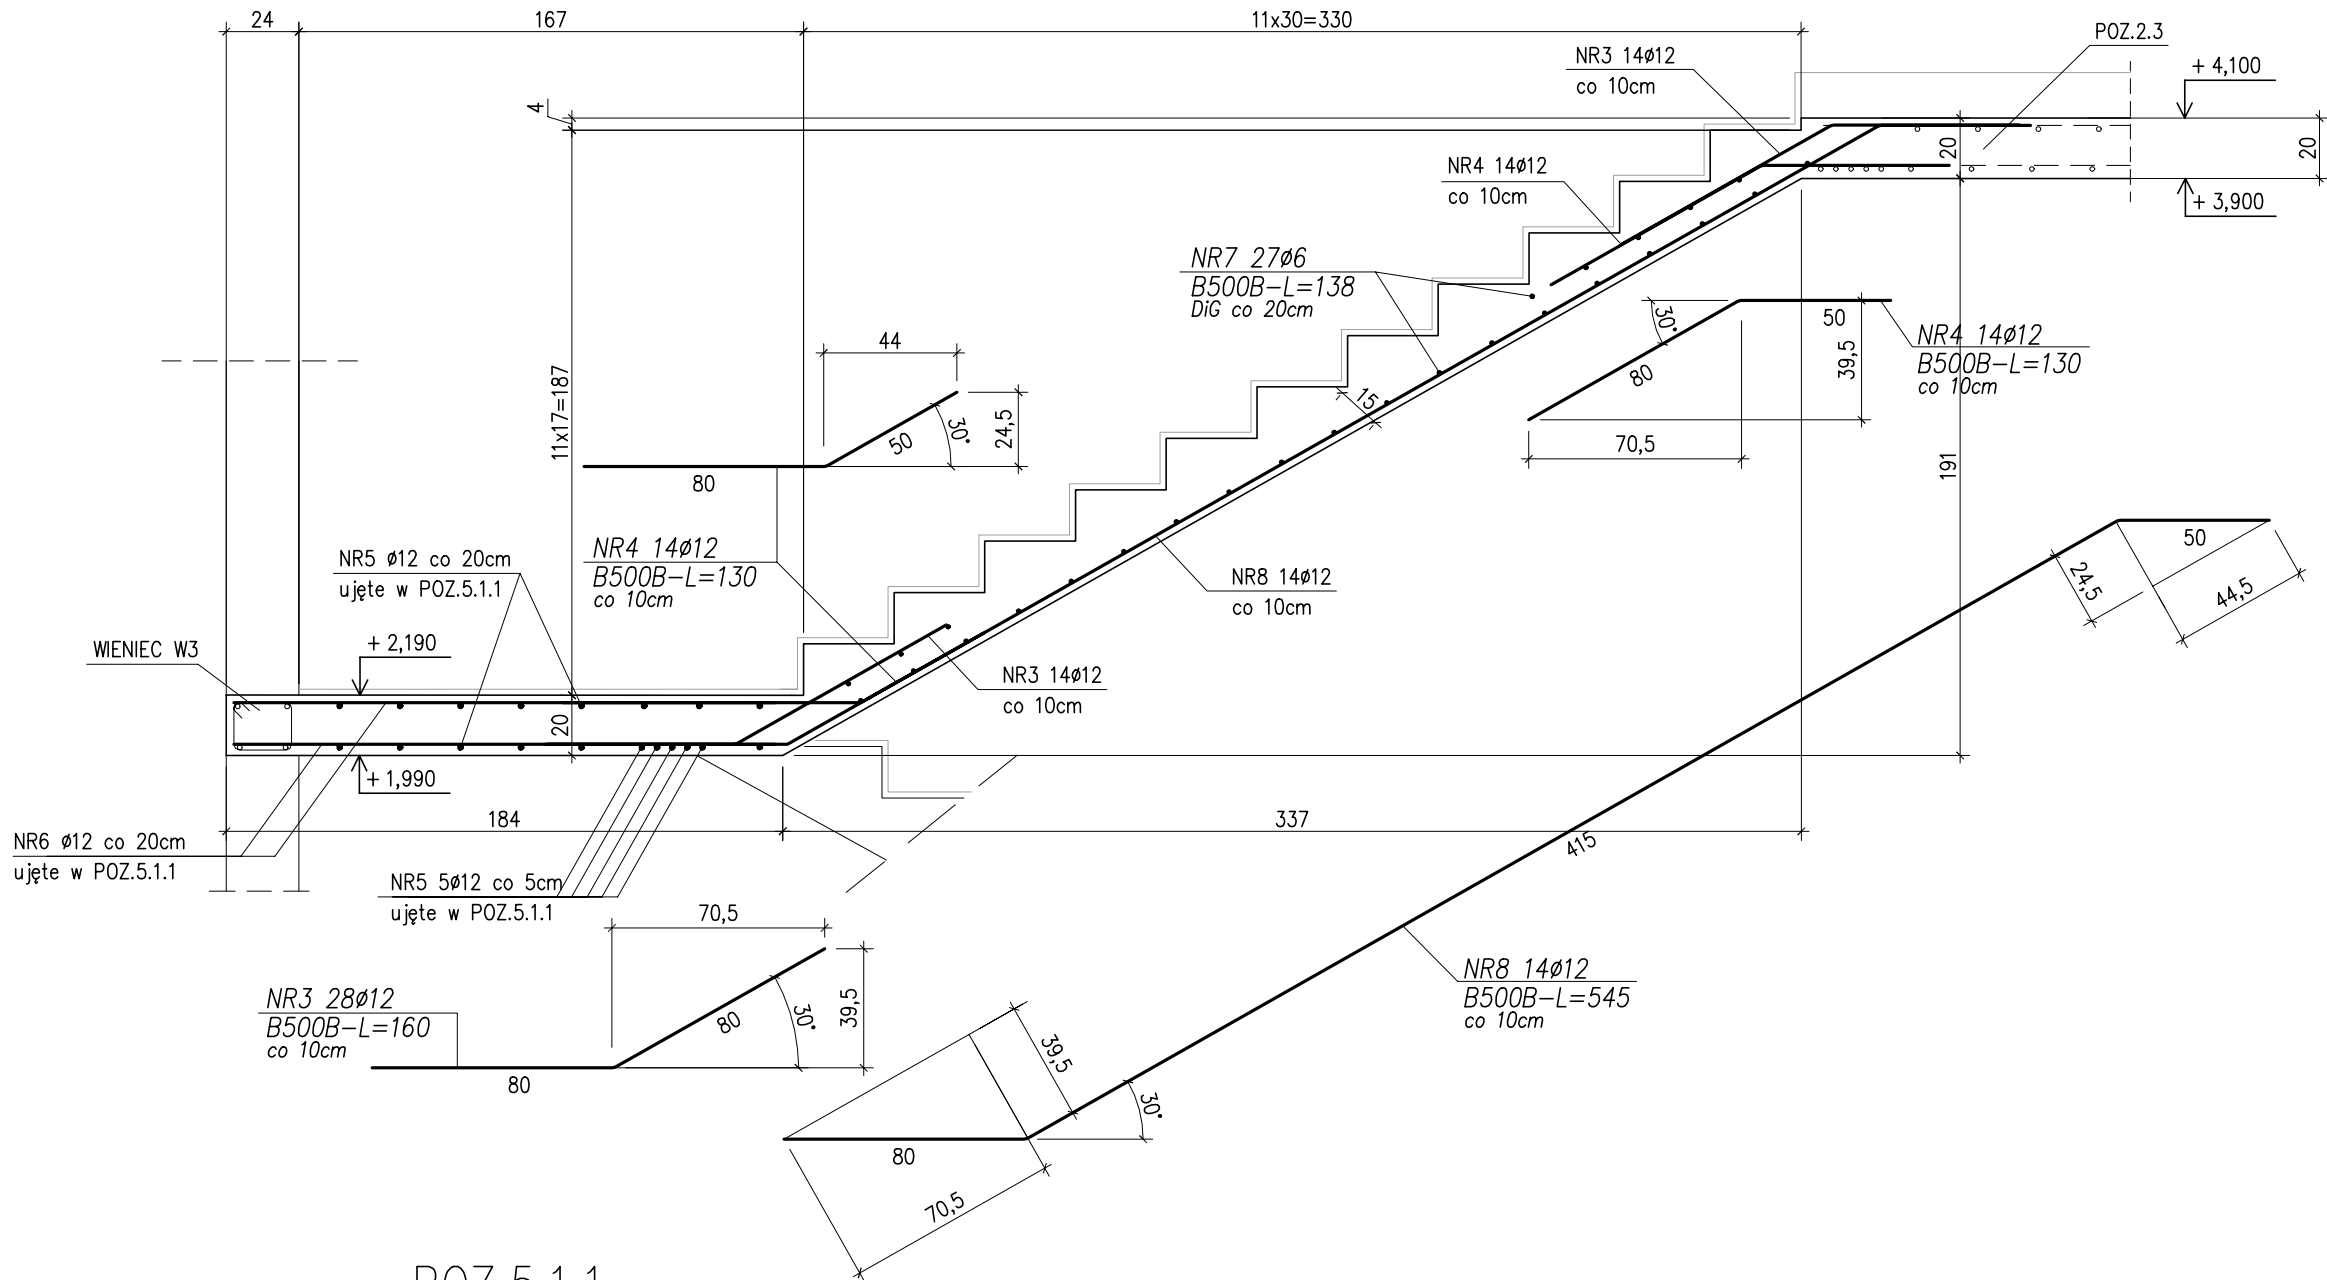 24
167
11x30=330
NR3 14ø12
co 10cm
POZ.2.3
+ 4,100
4
20
20
NR4 14ø12
co 10cm
+ 3,900
NR7 27ø6
B500B-L=138
DiG co 20cm
30°
50
39,5
80
NR4 14ø12
B500B-L=130
co 10cm
70,5
44
11x17=187
50
30°
24,5
80
15
191
NR4 14ø12
B500B-L=130
co 10cm
NR5 ø12 co 20cm
ujęte w POZ.5.1.1
NR8 14ø12
co 10cm
50
24,5
44,5
WIENIEC W3
+ 2,190
NR3 14ø12
co 10cm
20
+ 1,990
184
337
415
NR6 ø12 co 20cm
ujęte w POZ.5.1.1
NR5 5ø12 co 5cm
ujęte w POZ.5.1.1
70,5
NR3 28ø12
B500B-L=160
co 10cm
80
30°
39,5
80
NR8 14ø12
B500B-L=545
co 10cm
39,5
30°
80
70,5
POZ.5.1.1